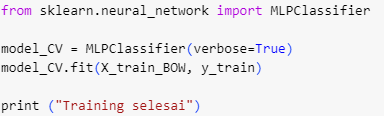 from sklearn.neural_network import MLPClassifier
model_CV = MLPClassifier(verbose=True)
model_CV.fit(X_train_BOW, y_train)
print ("Training selesai")